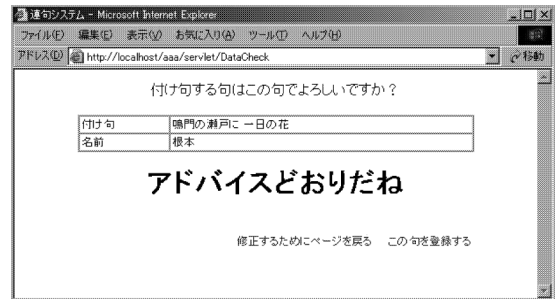 連句システム - Microsoft Internet Explorer
ファイル(F) 編集(E) 表示(V) お気に入り(A) ツール(T) ヘルプ(H)
アドレス(D) http://localhost/aaa/servlet/DataCheck 移動
付け句する句はこの句でよろしいですか？
付け句 鳴門の瀬戸に 一日の花
名前 根本
アドバイスどおりだね
修正するためにページを戻る この句を登録する